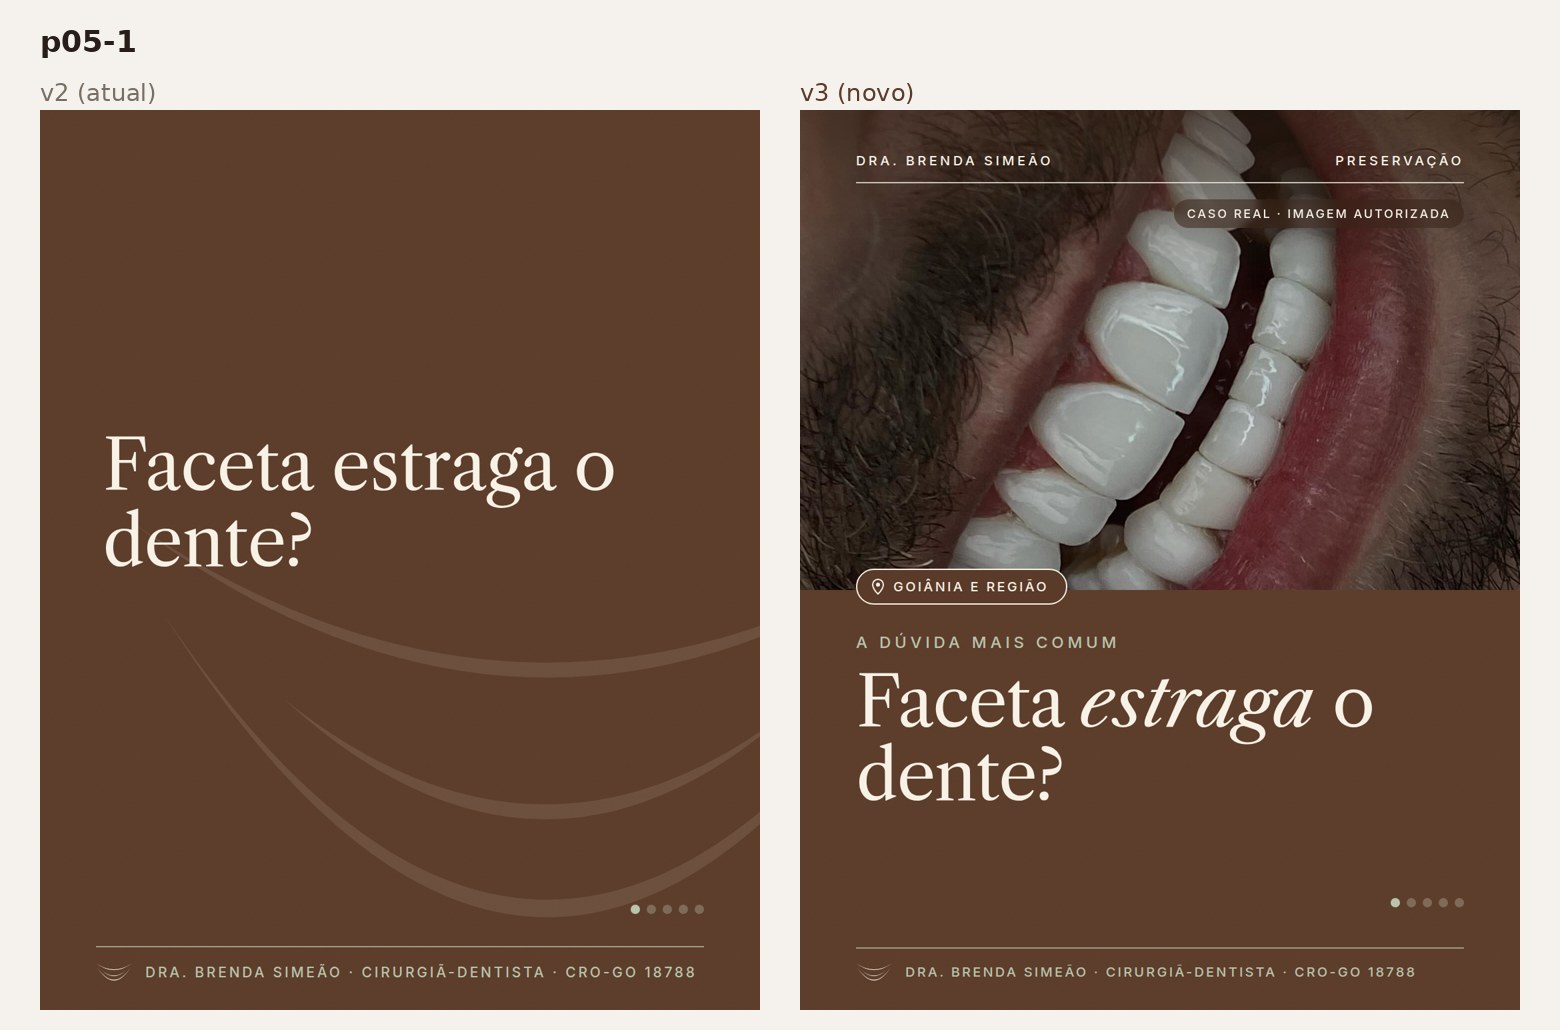 p05-1
v2 (atual)
Faceta estraga o
dente?
DRA. BRENDA SIMEÃO · CIRURGIÃ-DENTISTA · CRO-GO 18788
v3 (novo)
DRA. BRENDA SIMEÃO
PRESERVAÇÃO
CASO REAL · IMAGEM AUTORIZADA
GOIÂNIA E REGIÃO
A DÚVIDA MAIS COMUM
Faceta estraga o
dente?
DRA. BRENDA SIMEÃO · CIRURGIÃ-DENTISTA · CRO-GO 18788